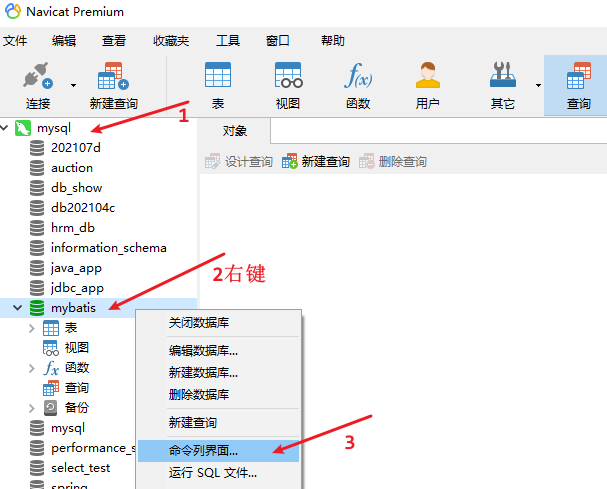 Navicat Premium
文件 编辑 查看 收藏夹 工具 窗口 帮助
连接 新建查询 表 视图 函数 用户 其它 查询
mysql 1 对象
202107d 设计查询 新建查询 删除查询
auction
db_show
db202104c
hrm_db
information_schema
java_app 2右键
jdbc_app
mybatis
关闭数据库
表
视图
编辑数据库...
函数
新建数据库...
查询
删除数据库
备份
新建查询
mysql
performance_s
命令列界面... 3
select_test
运行 SQL 文件...
spring